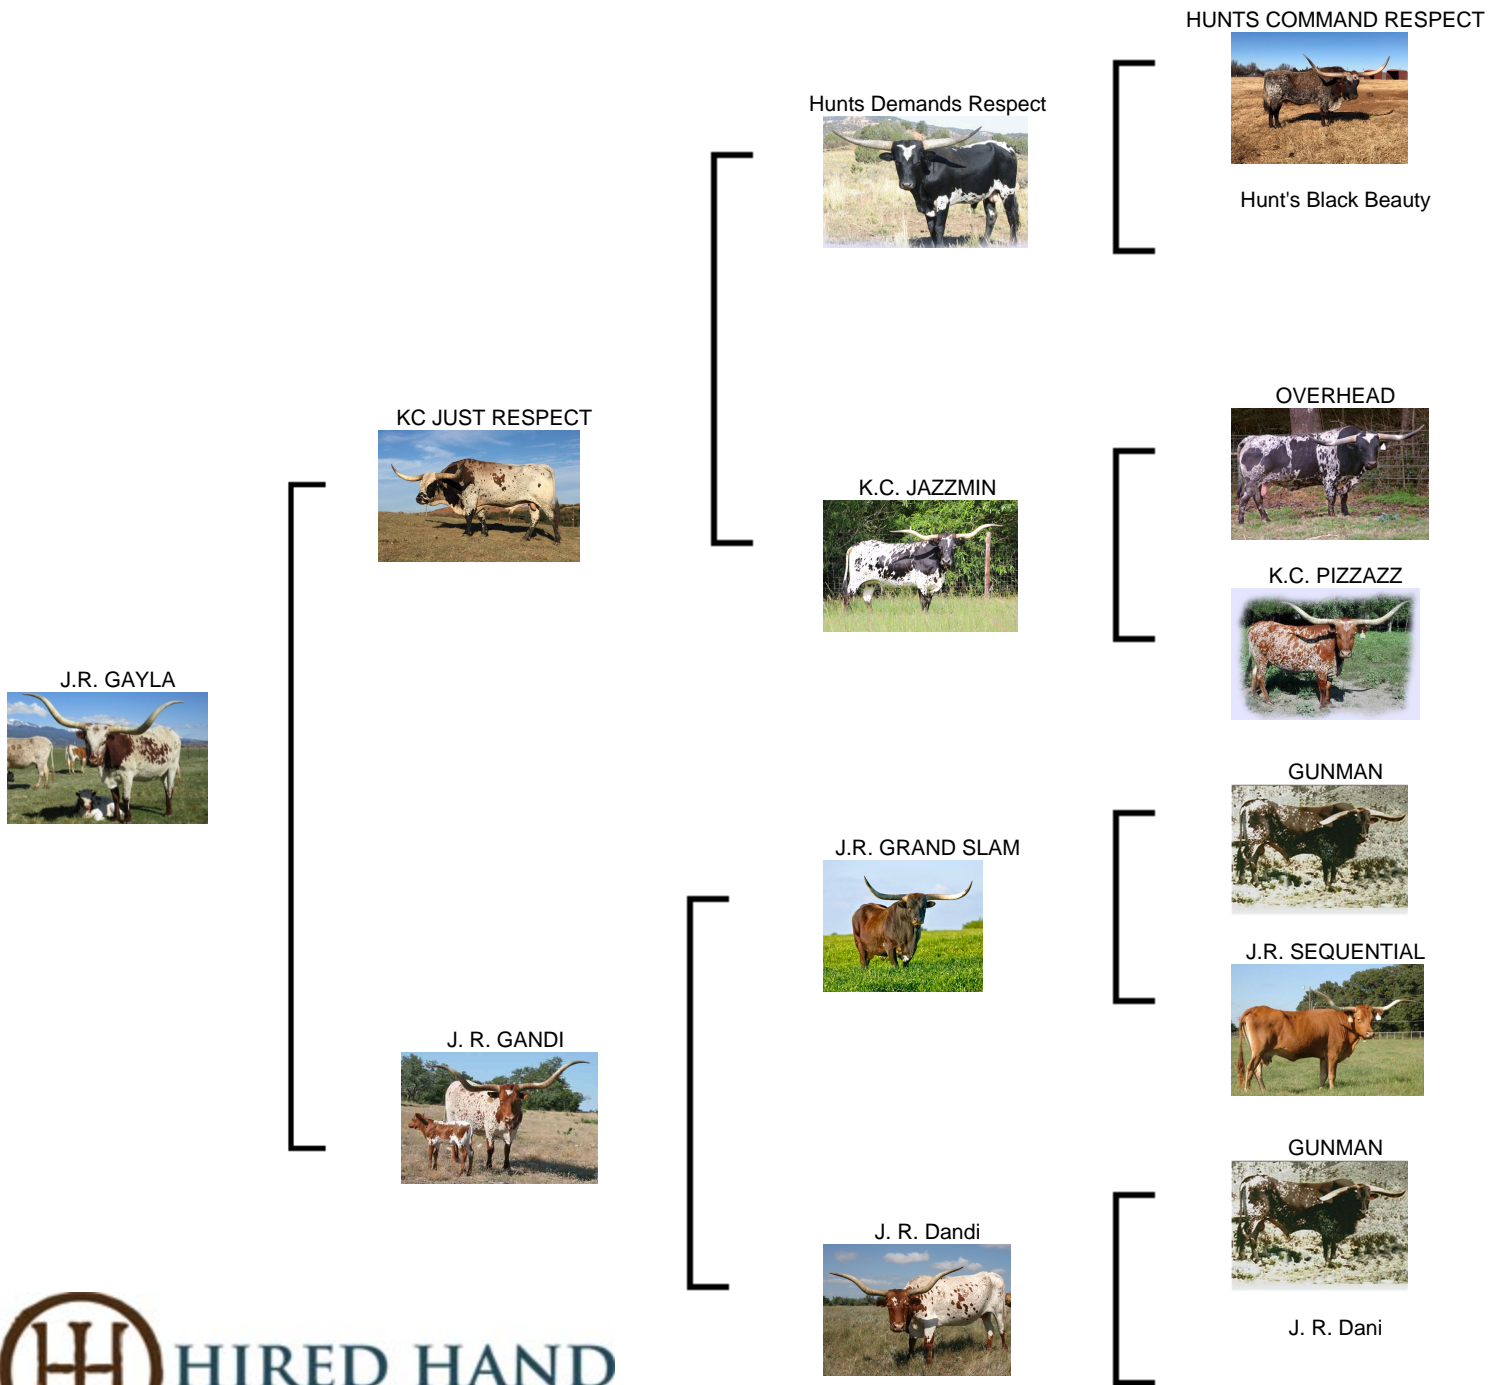 HUNTS COMMAND RESPECT
Hunts Demands Respect
Hunt's Black Beauty
OVERHEAD
KC JUST RESPECT
K.C. JAZZMIN
K.C. PIZZAZZ
J.R. GAYLA
GUNMAN
J.R. GRAND SLAM
J.R. SEQUENTIAL
J. R. GANDI
GUNMAN
J. R. Dandi
J. R. Dani
HIRED HAND